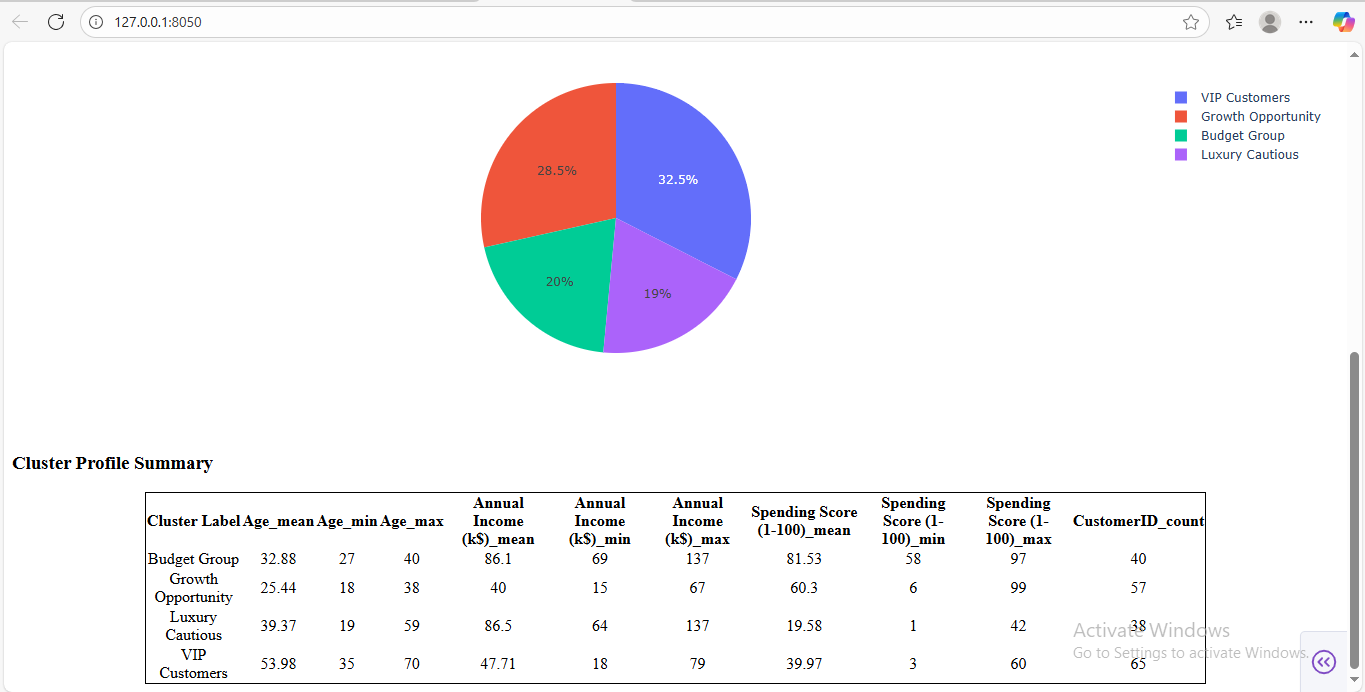 127.0.0.1:8050
VIP Customers
Growth Opportunity
Budget Group
Luxury Cautious
28.5%
32.5%
20%
19%
Cluster Profile Summary
Cluster Label Age_mean Age_min Age_max Annual Income (k$)_mean Annual Income (k$)_min Annual Income (k$)_max Spending Score (1-100)_mean Spending Score (1-100)_min Spending Score (1-100)_max CustomerID_count
Budget Group 32.88 27 40 86.1 69 137 81.53 58 97 40
Growth Opportunity 25.44 18 38 40 15 67 60.3 6 99 57
Luxury Cautious 39.37 19 59 86.5 64 137 19.58 1 42 38
VIP Customers 53.98 35 70 47.71 18 79 39.97 3 60 65
Activate Windows
Go to Settings to activate Windows.